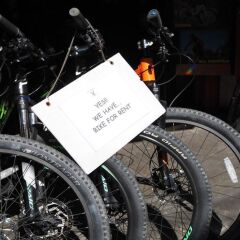 YES!
WE HAVE,
BIKE FOR RENT